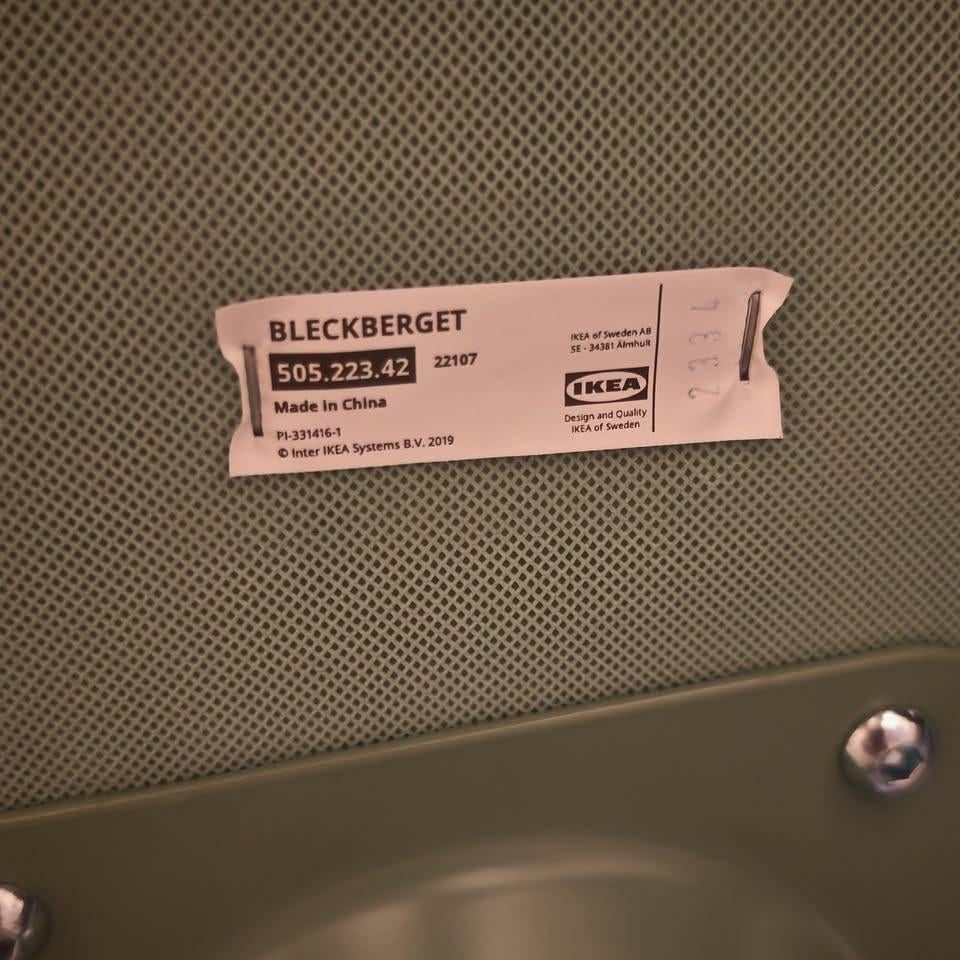 BLECKBERGET
505.223.42 22107
Made in China
PI-331416-1
© Inter IKEA Systems B.V. 2019
IKEA of Sweden AB
SE - 34381 Älmhult
IKEA
Design and Quality
IKEA of Sweden
2334